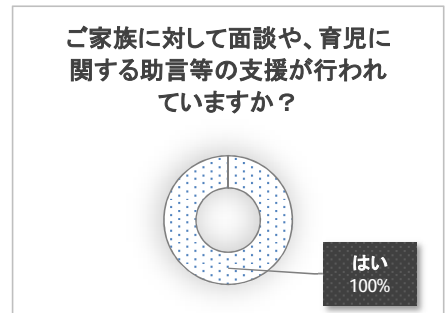 ご家族に対して面談や、育児に
関する助言等の支援が行われ
ていますか？
はい
100%